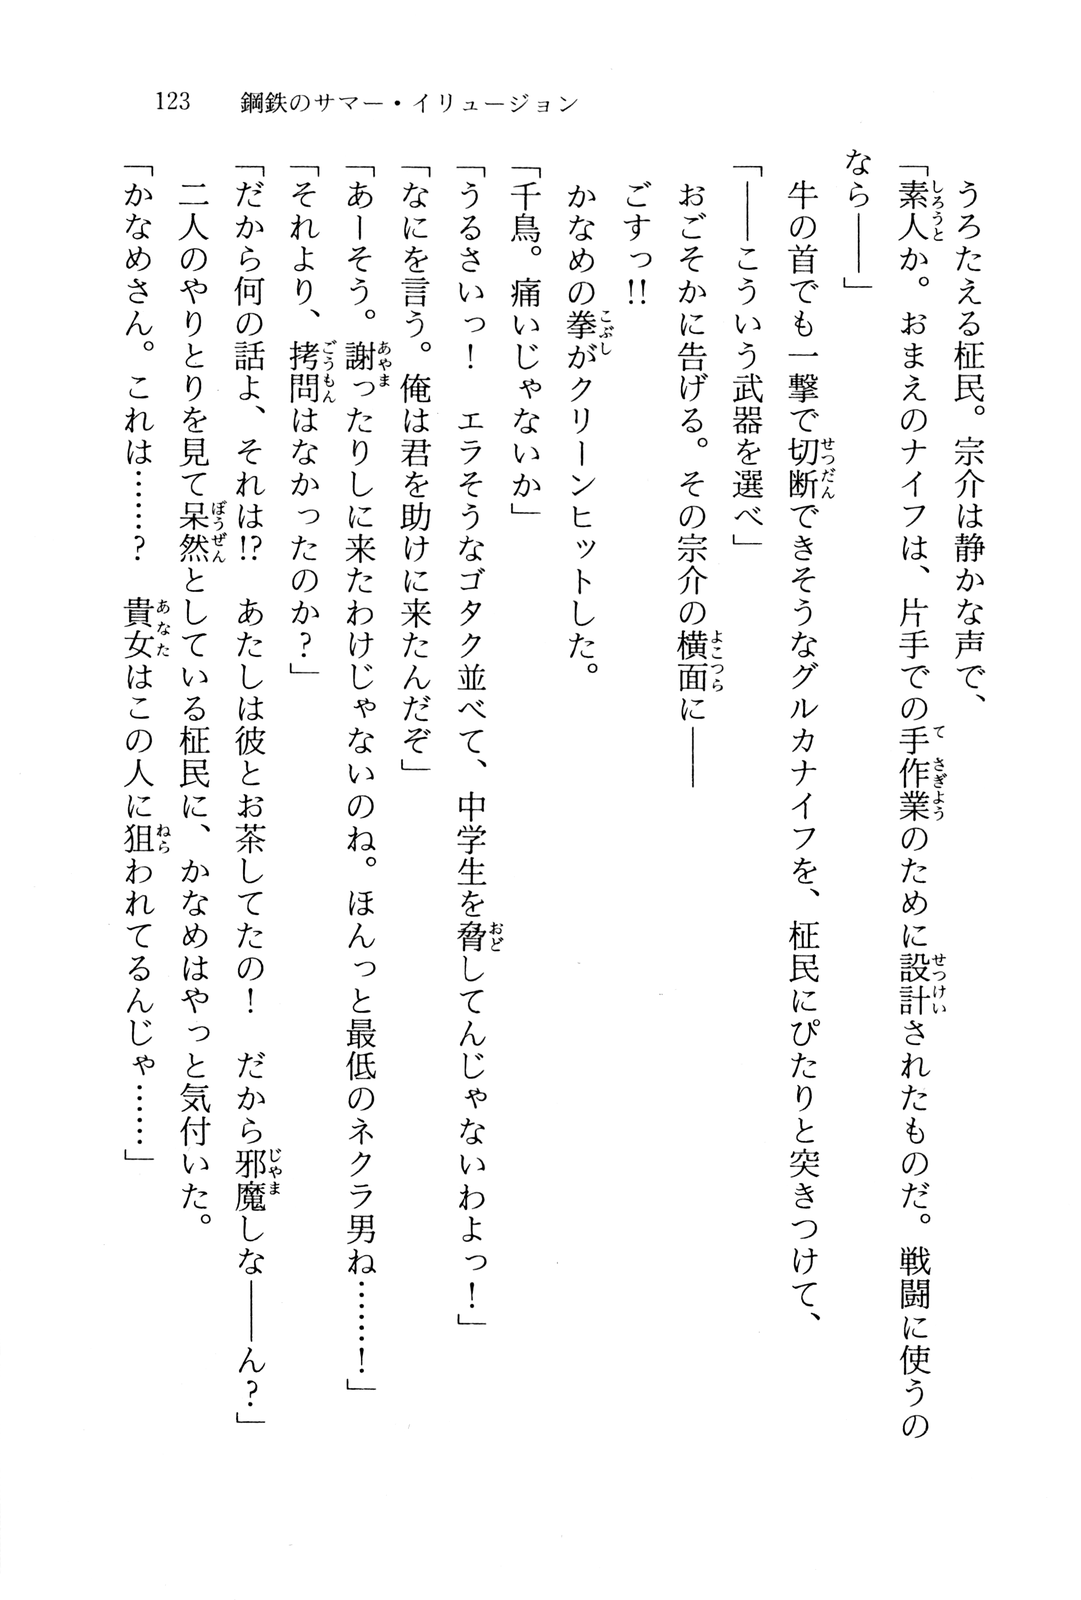 123　鋼鉄のサマー・イリュージョン
　うろたえる柾民。宗介は静かな声で、
「素人か。おまえのナイフは、片手での手作業のために設計されたものだ。戦闘に使うの
なら――」
　牛の首でも一撃で切断できそうなグルカナイフを、柾民にぴたりと突きつけて、
「――こういう武器を選べ」
　おごそかに告げる。その宗介の横面に――
　ごすっ!!
　かなめの拳がクリーンヒットした。
「千鳥。痛いじゃないか」
「うるさいっ！　エラそうなゴタク並べて、中学生を脅してんじゃないわよっ！」
「なにを言う。俺は君を助けに来たんだぞ」
「あーそう。謝ったりしに来たわけじゃないのね。ほんっと最低のネクラ男ね……！」
「それより、拷問はなかったのか？」
「だから何の話よ、それは!?　あたしは彼とお茶してたの！　だから邪魔しな――ん？」
　二人のやりとりを見て呆然としている柾民に、かなめはやっと気付いた。
「かなめさん。これは……？　貴女はこの人に狙われてるんじゃ……」